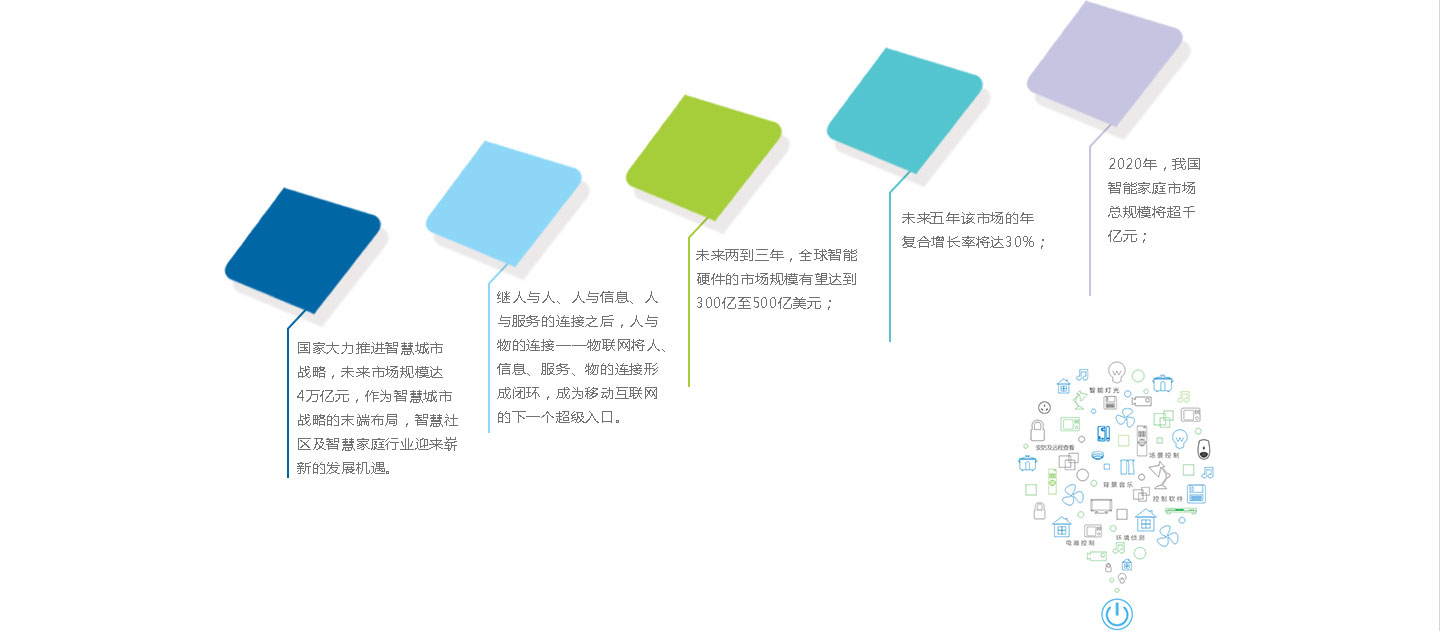 国家大力推进智慧城市
战略，未来市场规模达
4万亿元，作为智慧城市
战略的末端布局，智慧社
区及智慧家庭行业迎来崭
新的发展机遇。
继人与人、人与信息、人
与服务的连接之后，人与
物的连接——物联网将人、
信息、服务、物的连接形
成闭环，成为移动互联网
的下一个超级入口。
未来两到三年，全球智能
硬件的市场规模有望达到
300亿至500亿美元；
未来五年该市场的年
复合增长率将达30%；
2020年，我国
智能家庭市场
总规模将超千
亿元；
智能灯光
安防及远程查看
场景控制
背景音乐
控制软件
电器控制
环境侦测